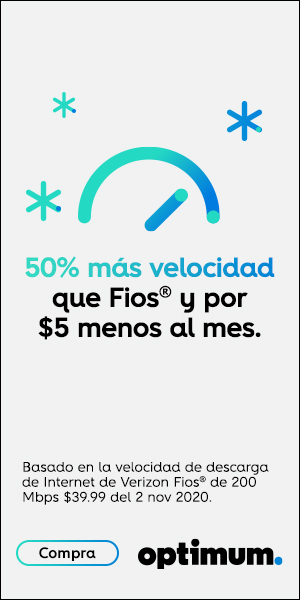 50% más velocidad
que Fios® y por
$5 menos al mes.
Basado en la velocidad de descarga
de Internet de Verizon Fios® de 200
Mbps $39.99 del 2 nov 2020.
Compra
optimum.